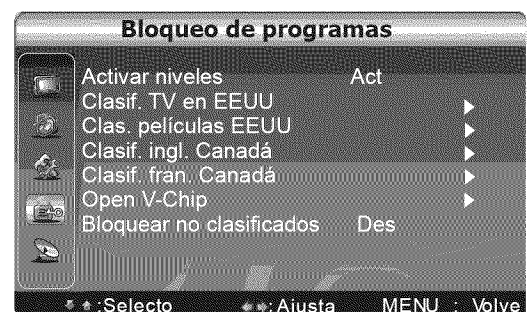 Bloqueo de programas
Activar niveles Act
Clasif. TV en EEUU
Clas. películas EEUU
Clasif. ingl. Canadá
Clasif. fran. Canadá
Open V-Chip
Bloquear no clasificados Des
:Selecto :Ajusta MENU : Volve